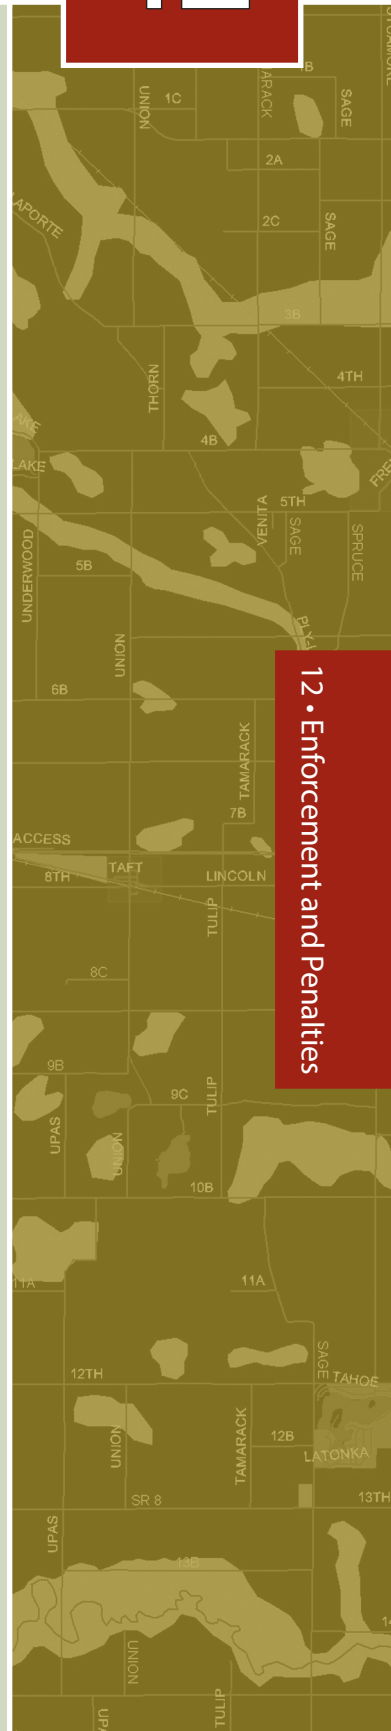 1C
UNION
SAGE
2A
LAPORTE
2C
SAGE
3B
THORN
4TH
4B
LAKE
5TH
VENITA
SAGE
SPRUCE
UNDERWOOD
5B
UNION
6B
12 • Enforcement and Penalties
TAMARACK
7B
ACCESS
TAFT
8TH
LINCOLN
TULIP
8C
9B
9C
TULIP
UPAS
UNION
10B
11A
11A
12TH
SAGE
TAHOE
UNION
TAMARACK
12B
LATONKA
SR 8
13TH
UPAS
13B
UNION
TULIP